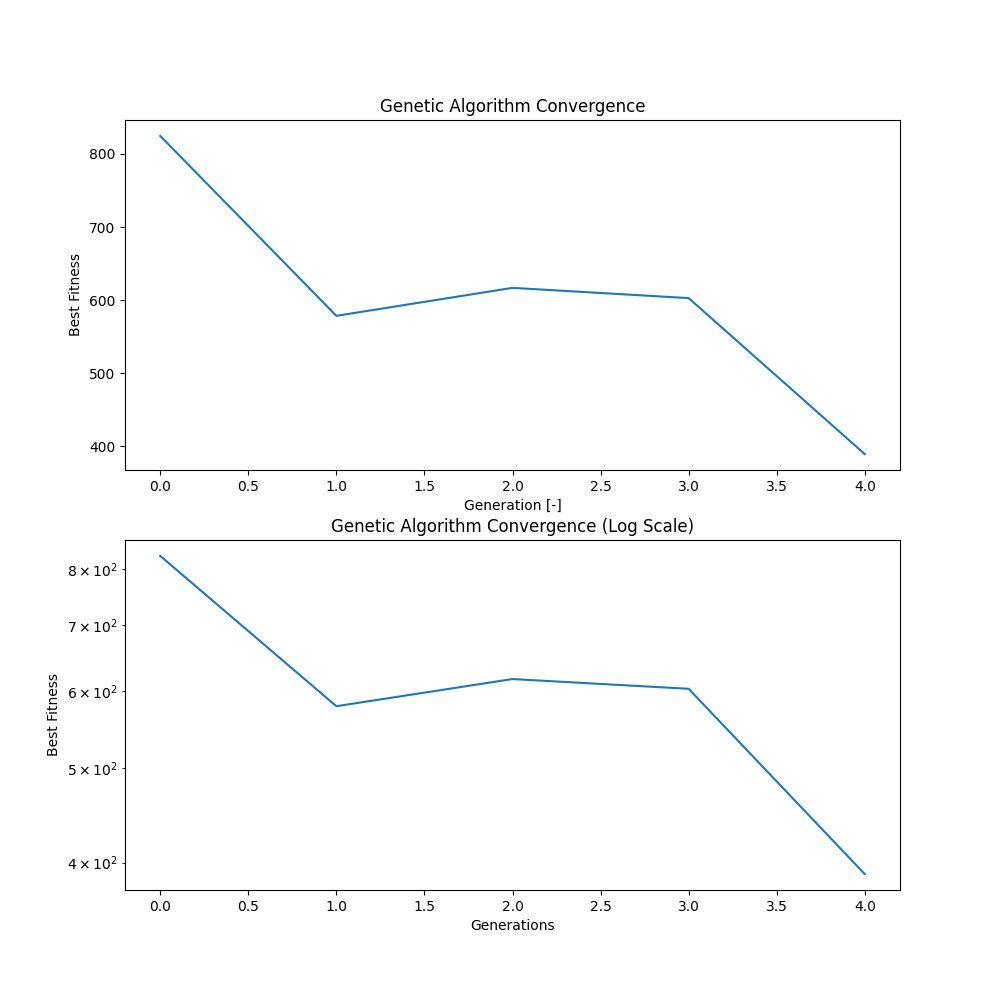 Genetic Algorithm Convergence
800
700
600
500
400
Best Fitness
0.0 0.5 1.0 1.5 2.0 2.5 3.0 3.5 4.0
Generation [-]
Genetic Algorithm Convergence (Log Scale)
8 × 10²
7 × 10²
6 × 10²
5 × 10²
4 × 10²
Best Fitness
0.0 0.5 1.0 1.5 2.0 2.5 3.0 3.5 4.0
Generations